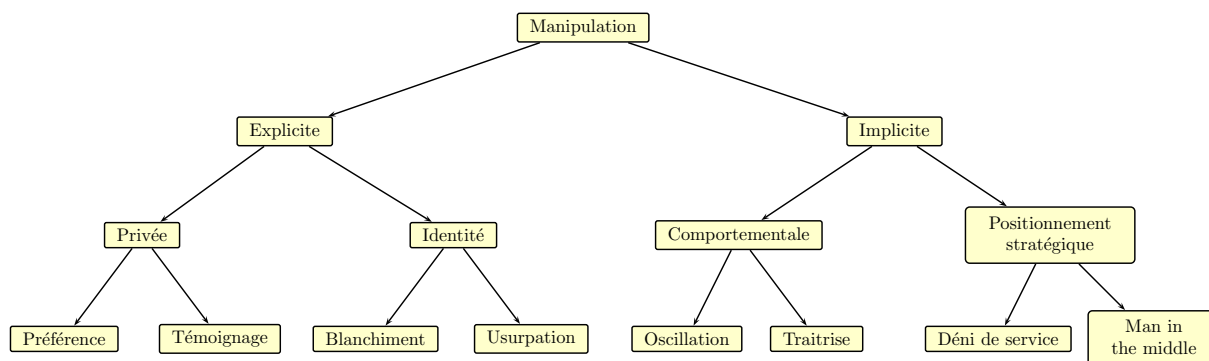 Manipulation
Explicite
Implicite
Privée
Identité
Comportementale
Positionnement
stratégique
Préférence
Témoignage
Blanchiment
Usurpation
Oscillation
Traitrise
Déni de service
Man in
the middle